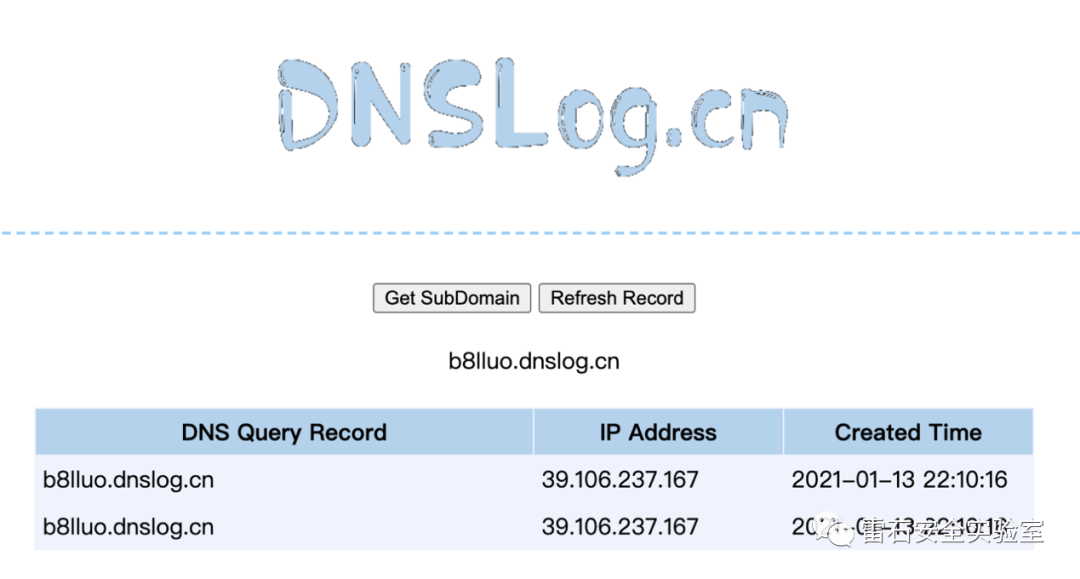 DNSLog.cn
Get SubDomain Refresh Record
b8lluo.dnslog.cn
DNS Query Record IP Address Created Time
b8lluo.dnslog.cn 39.106.237.167 2021-01-13 22:10:16
b8lluo.dnslog.cn 39.106.237.167
雷石安全实验室